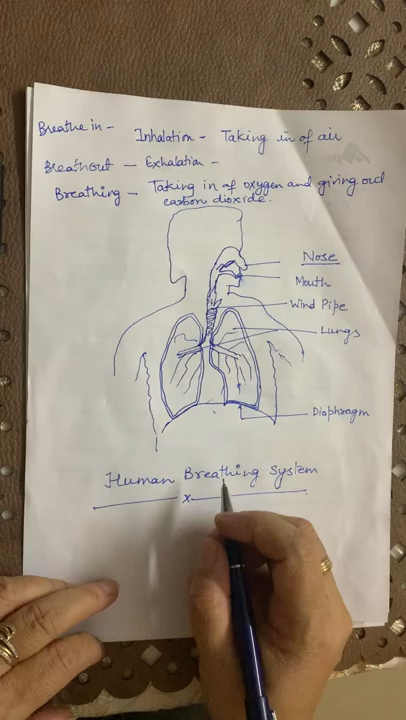 Breathe in - Inhalation - Taking in of air
Breathout - Exhalation -
Breathing - Taking in of oxygen and giving out
carbon dioxide.
Nose
Mouth
Wind Pipe
Lungs
Diaphragm
Human Breathing System
x